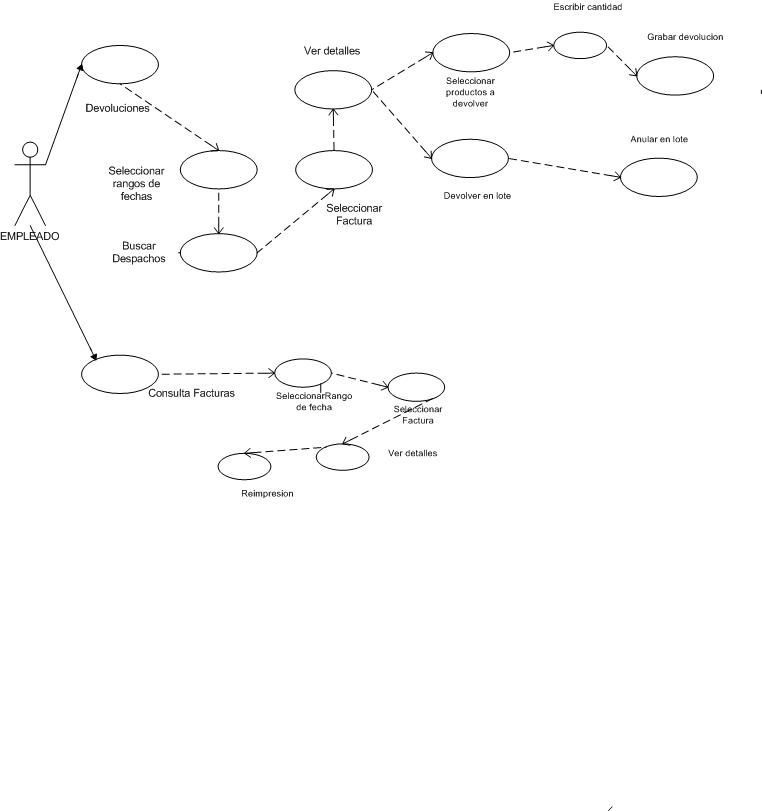 Escribir cantidad
Grabar devolucion
Ver detalles
Seleccionar
productos a
devolver
Devoluciones
Anular en lote
Seleccionar
rangos de
fechas
Devolver en lote
Seleccionar
Factura
EMPLEADO
Buscar
Despachos
Consulta Facturas
SeleccionarRango
de fecha
Seleccionar
Factura
Ver detalles
Reimpresion